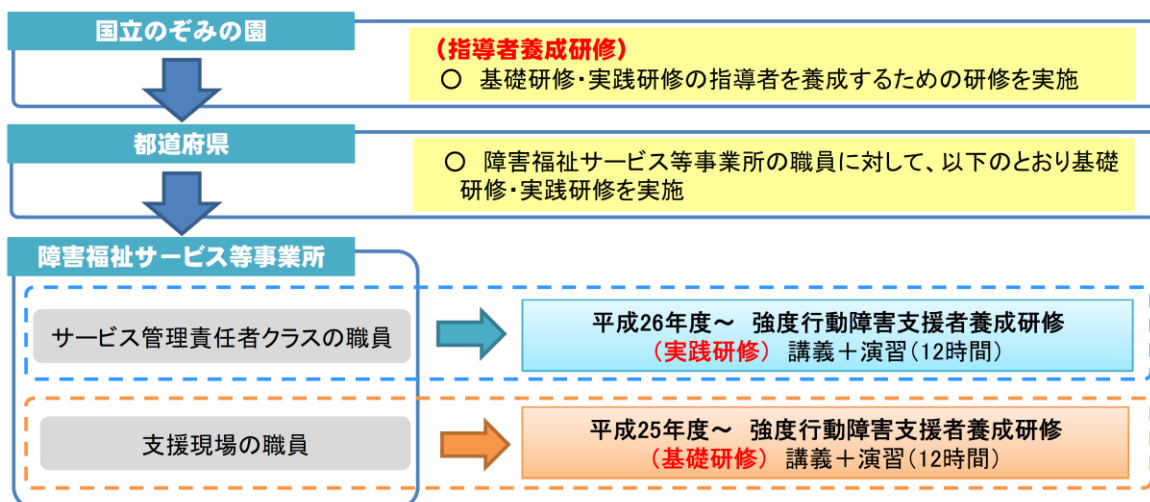 国立のぞみの園
(指導者養成研修)
○ 基礎研修・実践研修の指導者を養成するための研修を実施
都道府県
○ 障害福祉サービス等事業所の職員に対して、以下のとおり基礎
研修・実践研修を実施
障害福祉サービス等事業所
サービス管理責任者クラスの職員
平成26年度～ 強度行動障害支援者養成研修
(実践研修) 講義＋演習(12時間)
支援現場の職員
平成25年度～ 強度行動障害支援者養成研修
(基礎研修) 講義＋演習(12時間)